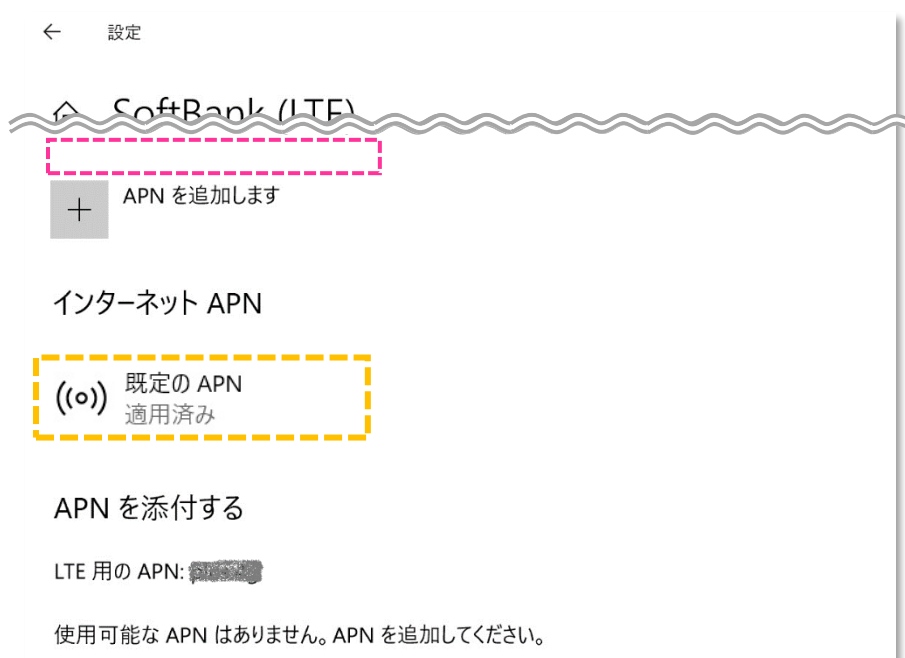 設定
SoftBank (LTE)
APN を追加します
インターネット APN
既定の APN
適用済み
APN を添付する
LTE 用の APN:
使用可能な APN はありません。APN を追加してください。